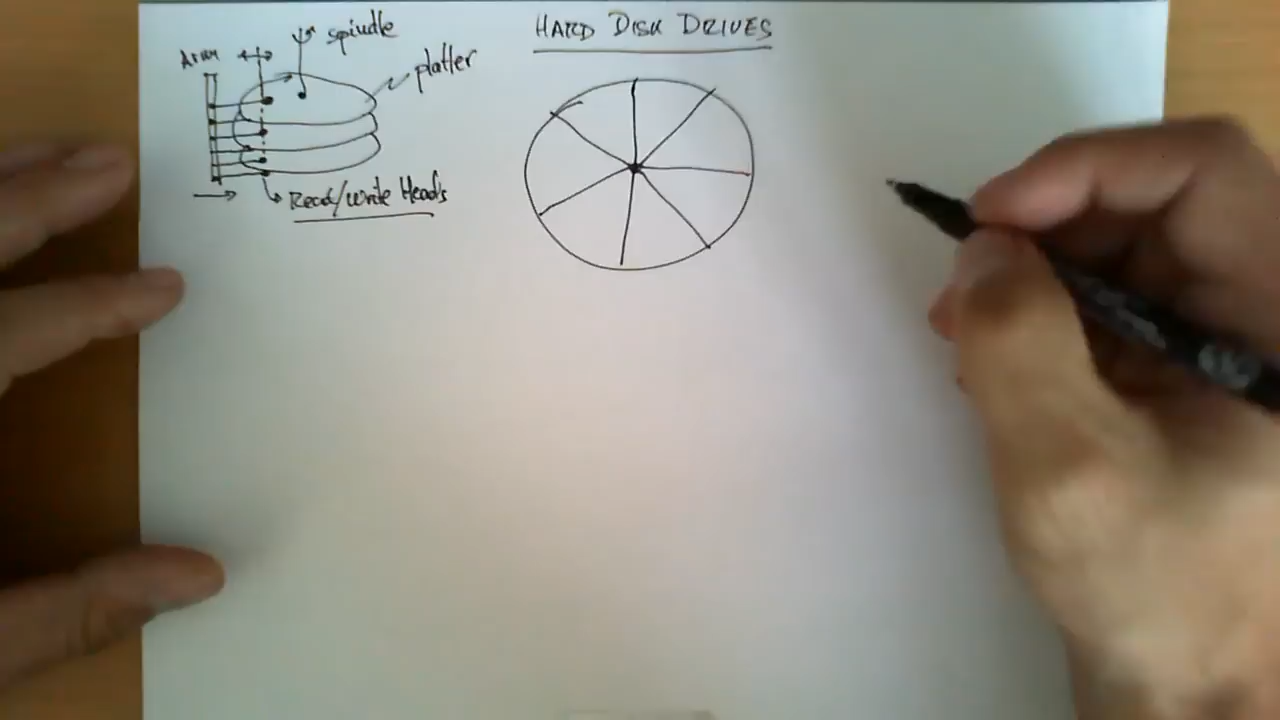 HARD DISK DRIVES
Arm
spindle
platter
Read/Write Heads